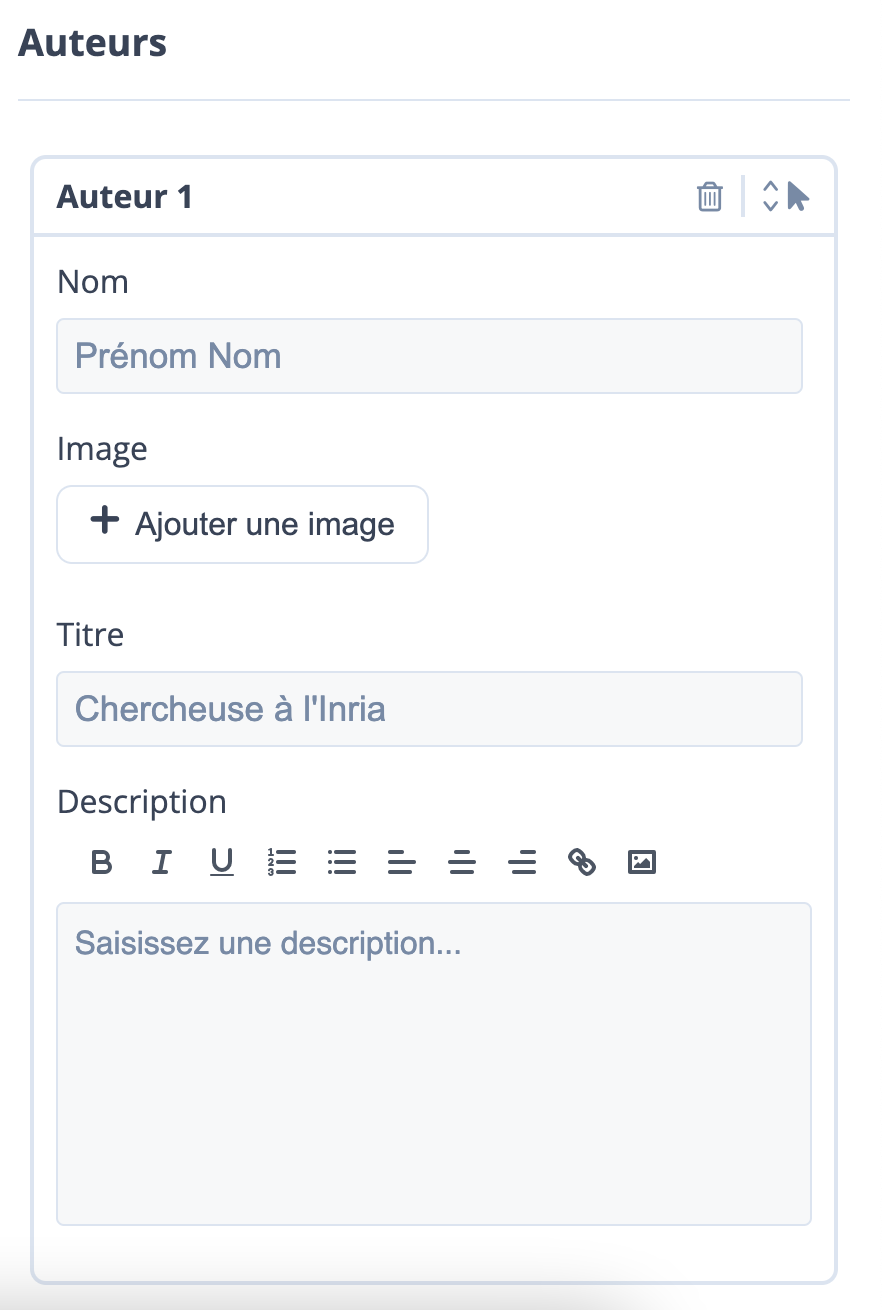 Auteurs
Auteur 1
Nom
Prénom Nom
Image
Ajouter une image
Titre
Chercheuse à l'Inria
Description
Saisissez une description...